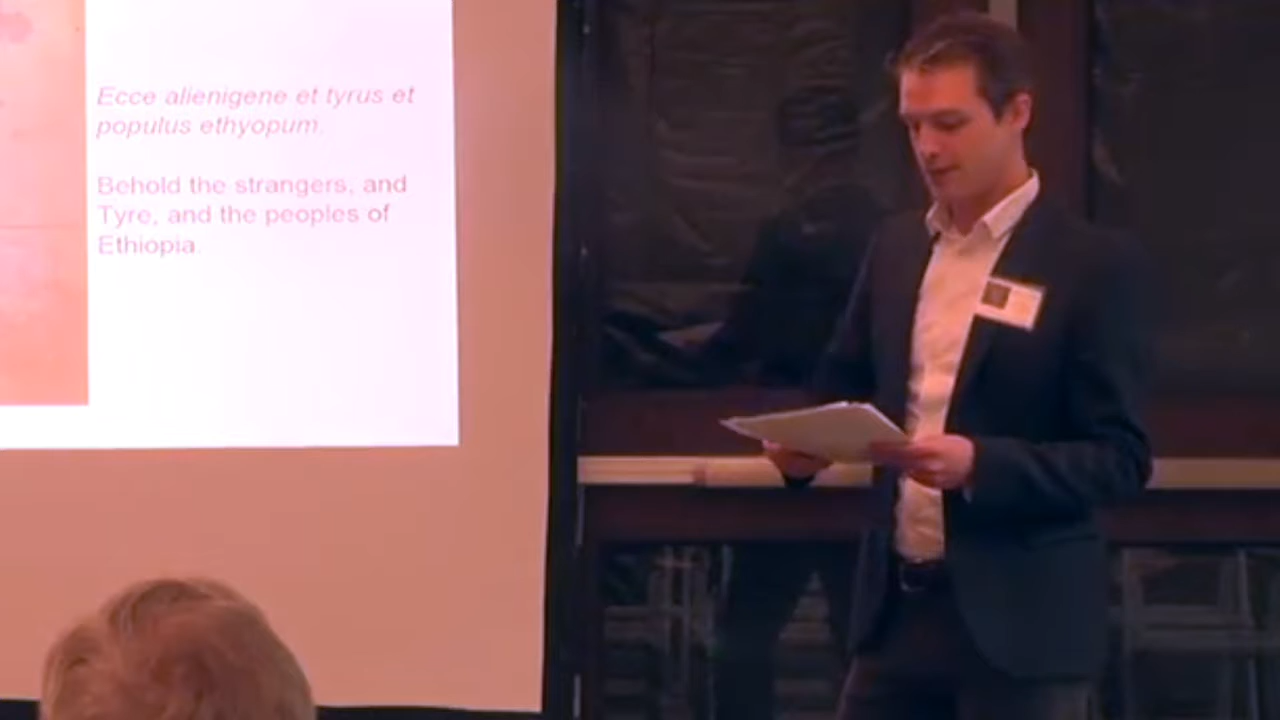 Ecce alienigene et tyrus et
populus ethyopum.
Behold the strangers, and
Tyre, and the peoples of
Ethiopia.